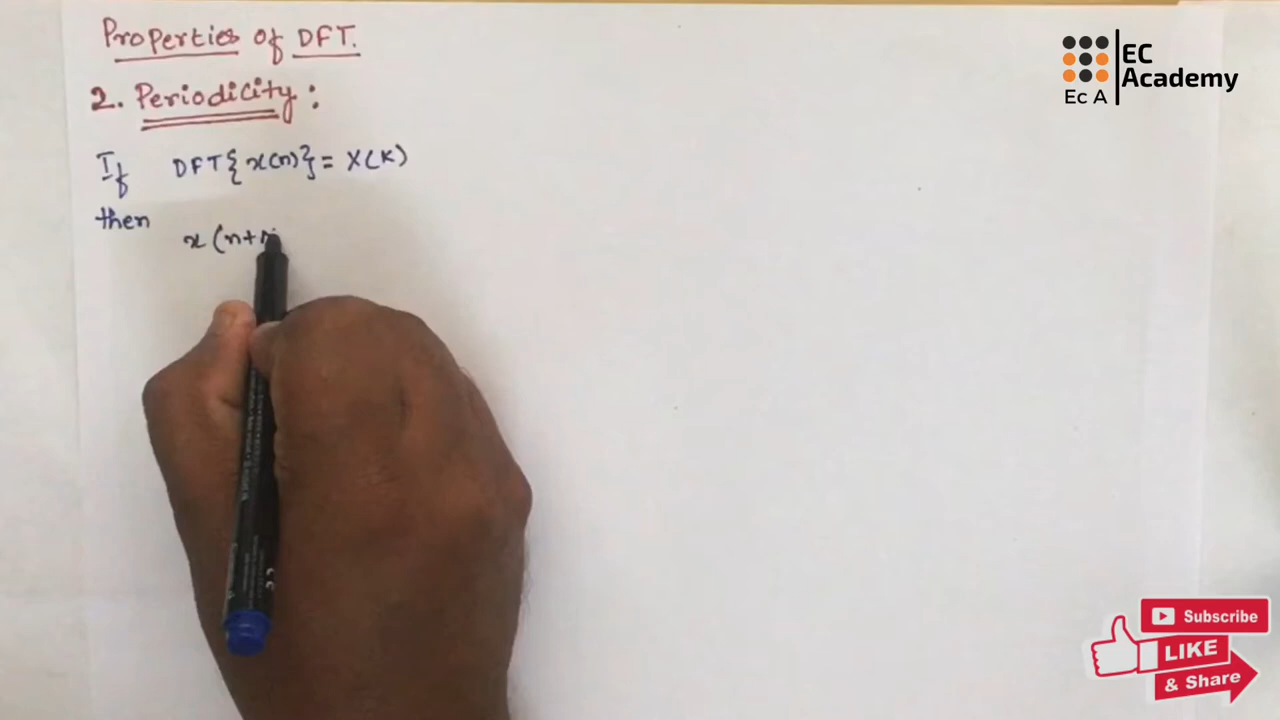 Properties of DFT.
2. Periodicity:
If DFT{x(n)} = X(K)
then
x(n+
EC Academy
Ec A
Subscribe
LIKE
& Share